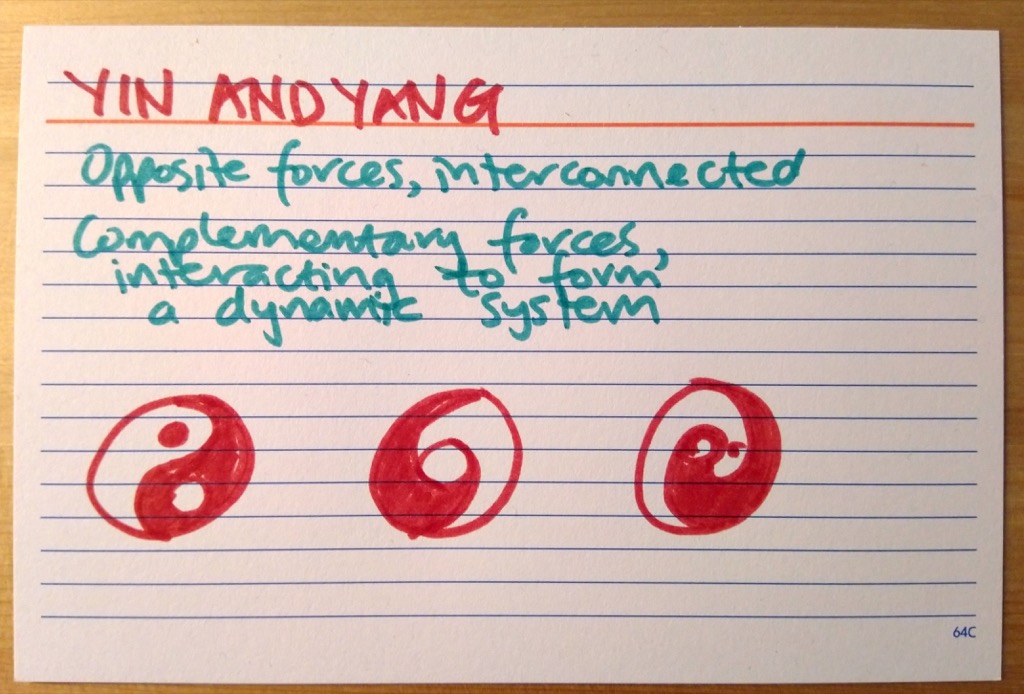 YIN AND YANG
Opposite forces, interconnected
Complementary forces,
interacting to form
a dynamic system
64C